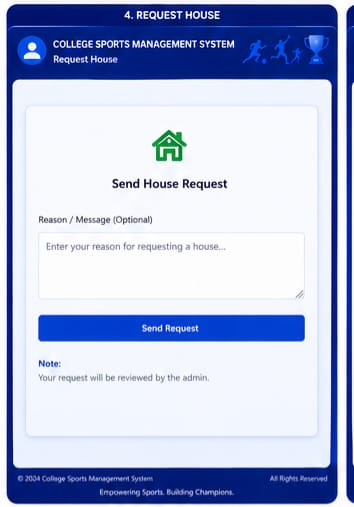 4. REQUEST HOUSE
COLLEGE SPORTS MANAGEMENT SYSTEM
Request House
Send House Request
Reason / Message (Optional)
Enter your reason for requesting a house...
Send Request
Note:
Your request will be reviewed by the admin.
© 2024 College Sports Management System
All Rights Reserved
Empowering Sports. Building Champions.